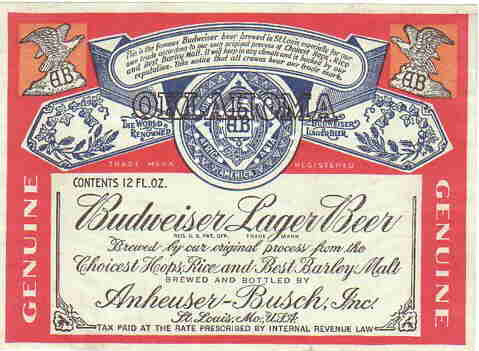 This is the famous Budweiser beer brewed in St. Louis especially for our
own trade according to our own original process of Choicest Hops, Rice
and Best Barley Malt. It will keep in any climate and is backed by our
reputation. Take notice that all crowns bear our trade mark.
OKLAHOMA
THE WORLD
RENOWNED
BUDWEISER
LAGER BEER
AB
AB
AB
AMERICA
TRADE MARK
REGISTERED
GENUINE
GENUINE
CONTENTS 12 FL. OZ.
Budweiser Lager Beer
REG. U.S. PAT. OFF. TRADE MARK
Brewed by our original process from the
Choicest Hops, Rice and Best Barley Malt
BREWED AND BOTTLED BY
Anheuser-Busch, Inc.
St. Louis, Mo., U.S.A.
TAX PAID AT THE RATE PRESCRIBED BY INTERNAL REVENUE LAW